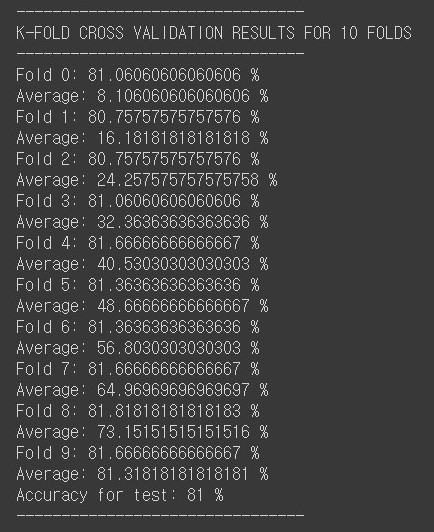 --------------------------------
K-FOLD CROSS VALIDATION RESULTS FOR 10 FOLDS
--------------------------------
Fold 0: 81.06060606060606 %
Average: 8.106060606060606 %
Fold 1: 80.75757575757576 %
Average: 16.18181818181818 %
Fold 2: 80.75757575757576 %
Average: 24.257575757575758 %
Fold 3: 81.06060606060606 %
Average: 32.36363636363636 %
Fold 4: 81.66666666666667 %
Average: 40.53030303030303 %
Fold 5: 81.36363636363636 %
Average: 48.66666666666667 %
Fold 6: 81.36363636363636 %
Average: 56.8030303030303 %
Fold 7: 81.66666666666667 %
Average: 64.96969696969697 %
Fold 8: 81.81818181818183 %
Average: 73.15151515151516 %
Fold 9: 81.66666666666667 %
Average: 81.31818181818181 %
Accuracy for test: 81 %
--------------------------------